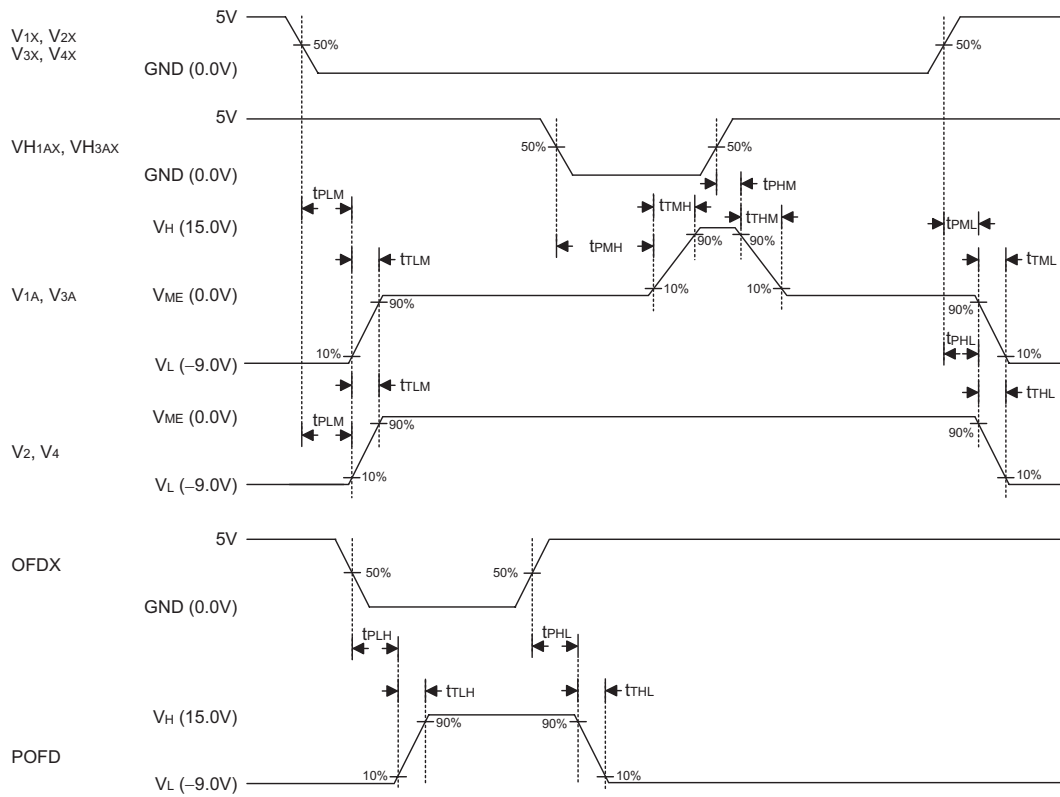 5V
V1X, V2X
V3X, V4X
50%
50%
GND (0.0V)
5V
VH1AX, VH3AX
50%
50%
GND (0.0V)
tPLM
tPHM
tTMH
tTHM
VH (15.0V)
tPMH
tPML
90%
90%
tTLM
tTML
V1A, V3A
VME (0.0V)
10%
10%
90%
90%
tPHL
10%
10%
VL (–9.0V)
tTLM
tTHL
VME (0.0V)
tPLM
90%
90%
V2, V4
10%
10%
VL (–9.0V)
5V
OFDX
50%
50%
GND (0.0V)
tPLH
tPHL
tTLH
tTHL
VH (15.0V)
90%
90%
POFD
10%
10%
VL (–9.0V)